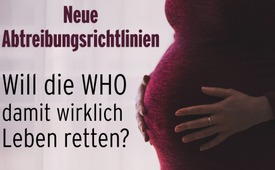 Neue
Abtreibungsrichtlinien
Will die WHO
damit wirklich
Leben retten?